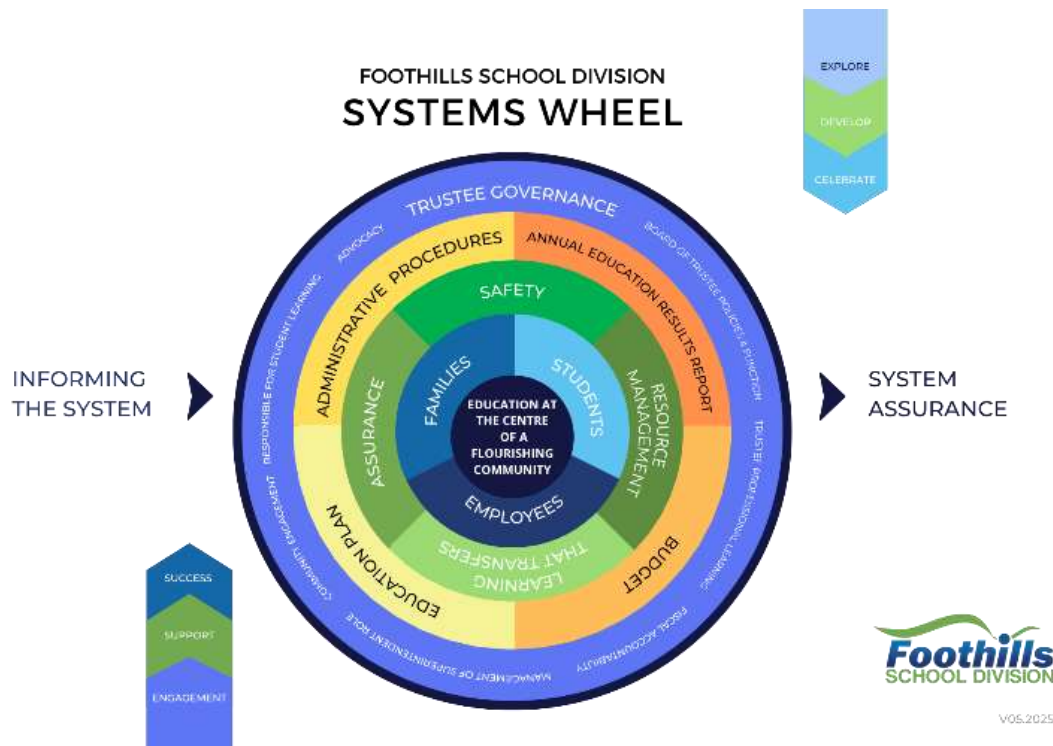 FOOTHILLS SCHOOL DIVISION
SYSTEMS WHEEL
EXPLORE
DEVELOP
CELEBRATE
TRUSTEE GOVERNANCE
BOARD OF TRUSTEE POLICIES & FUNCTION
TRUSTEE PROFESSIONAL LEARNING
FISCAL ACCOUNTABILITY
MANAGEMENT OF SUPERINTENDENT ROLE
COMMUNITY ENGAGEMENT
RESPONSIBLE FOR STUDENT LEARNING
ADVOCACY
ADMINISTRATIVE PROCEDURES
ANNUAL EDUCATION RESULTS REPORT
BUDGET
EDUCATION PLAN
SAFETY
RESOURCE
MANAGEMENT
LEARNING
THAT TRANSFERS
ASSURANCE
FAMILIES
STUDENTS
EMPLOYEES
EDUCATION AT
THE CENTRE
OF A
FLOURISHING
COMMUNITY
INFORMING
THE SYSTEM
SYSTEM
ASSURANCE
SUCCESS
SUPPORT
ENGAGEMENT
Foothills
SCHOOL DIVISION
V05.2025